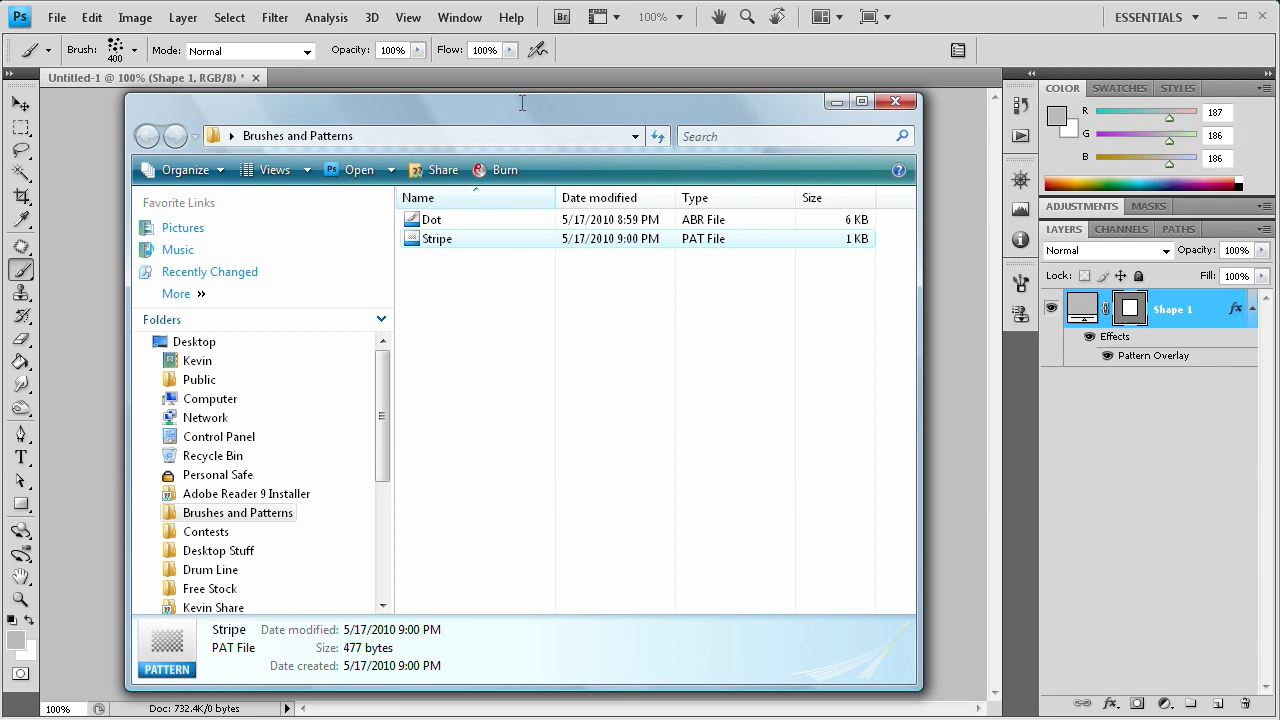 Ps File Edit Image Layer Select Filter Analysis 3D View Window Help Br 100% ESSENTIALS
Brush: 400 Mode: Normal Opacity: 100% Flow: 100%
Untitled-1 @ 100% (Shape 1, RGB/8) *
Brushes and Patterns Search
Organize Views Ps Open Share Burn
Favorite Links
Pictures
Music
Recently Changed
More
Folders
Desktop
Kevin
Public
Computer
Network
Control Panel
Recycle Bin
Personal Safe
Adobe Reader 9 Installer
Brushes and Patterns
Contests
Desktop Stuff
Drum Line
Free Stock
Kevin Share
Name Date modified Type Size
Dot 5/17/2010 8:59 PM ABR File 6 KB
Stripe 5/17/2010 9:00 PM PAT File 1 KB
Stripe Date modified: 5/17/2010 9:00 PM
PAT File Size: 477 bytes
Date created: 5/17/2010 9:00 PM
PATTERN
100% Doc: 732.4K/0 bytes
COLOR SWATCHES STYLES
R 187
G 186
B 186
ADJUSTMENTS MASKS
LAYERS CHANNELS PATHS
Normal Opacity: 100%
Lock: Fill: 100%
Shape 1 fx
Effects
Pattern Overlay
fx